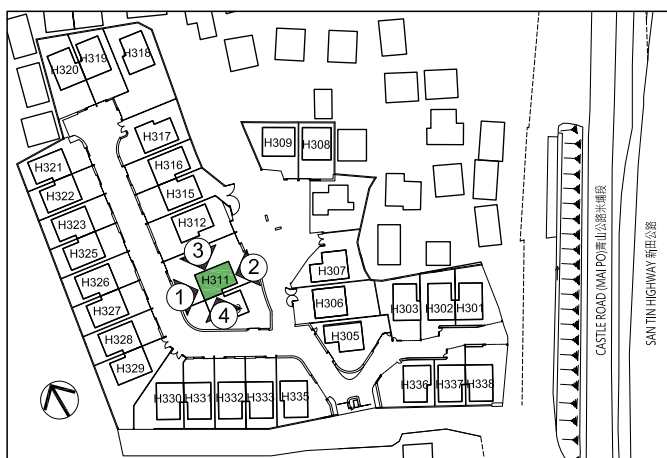 H320
H319
H318
H317
H316
H315
H312
H311
H309
H308
H307
H306
H305
H303
H302
H301
H321
H322
H323
H325
H326
H327
H328
H329
H330
H331
H332
H333
H335
H336
H337
H338
1
2
3
4
CASTLE ROAD (MAI PO)青山公路米埔段
SAN TIN HIGHWAY 新田公路